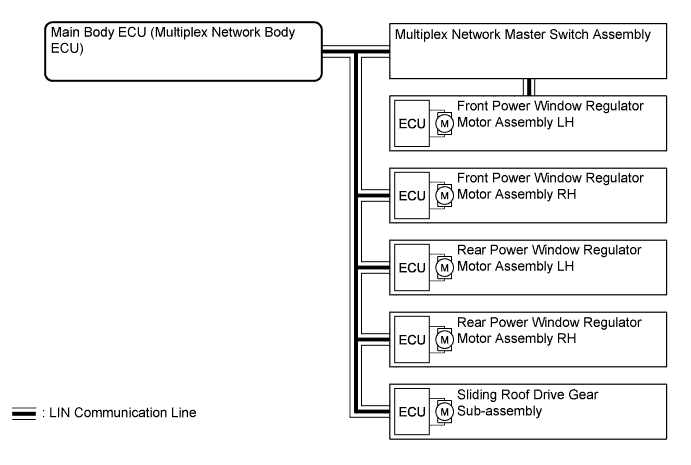 Main Body ECU (Multiplex Network Body
ECU)
Multiplex Network Master Switch Assembly
ECU
M
Front Power Window Regulator
Motor Assembly LH
ECU
M
Front Power Window Regulator
Motor Assembly RH
ECU
M
Rear Power Window Regulator
Motor Assembly LH
ECU
M
Rear Power Window Regulator
Motor Assembly RH
ECU
M
Sliding Roof Drive Gear
Sub-assembly
: LIN Communication Line